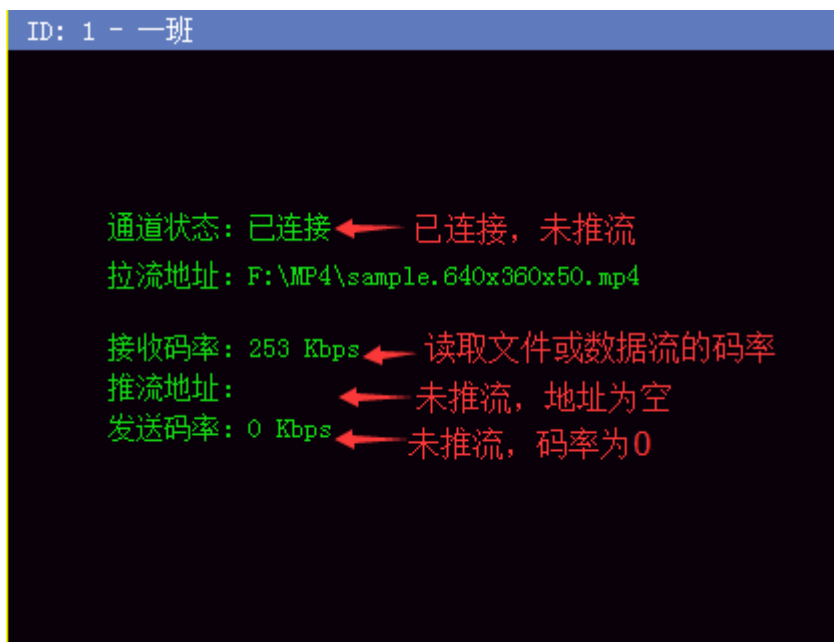 ID: 1 - 一班
通道状态: 已连接 已连接, 未推流
拉流地址: F:\MP4\sample.640x360x50.mp4
接收码率: 253 Kbps 读取文件或数据流的码率
推流地址: 未推流, 地址为空
发送码率: 0 Kbps 未推流, 码率为0